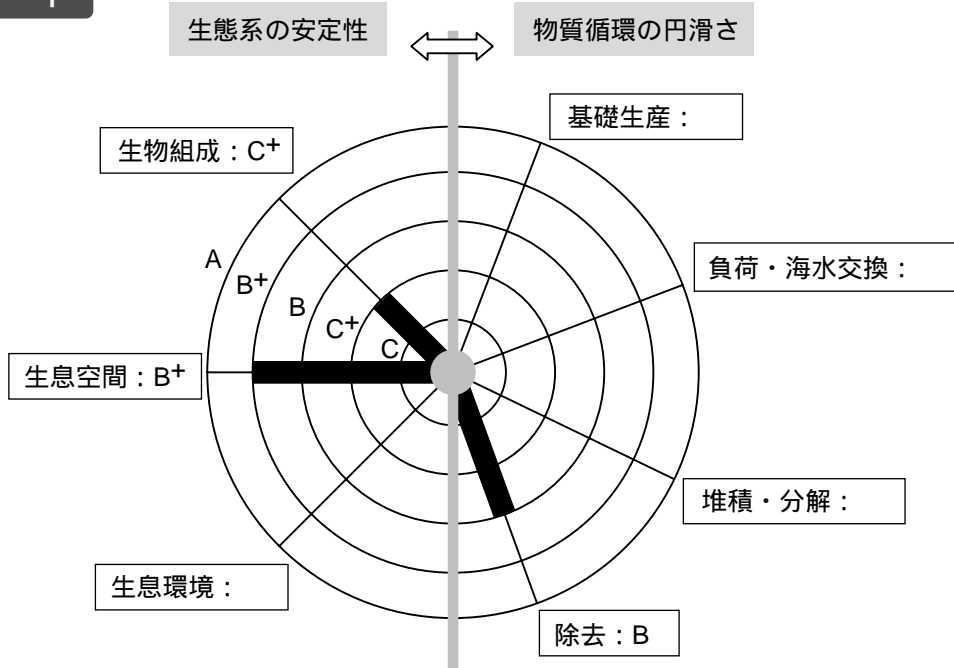 生態系の安定性
物質循環の円滑さ
基礎生産：
生物組成：C+
負荷・海水交換：
A
B+
B
C+
C
生息空間：B+
堆積・分解：
生息環境：
除去：B